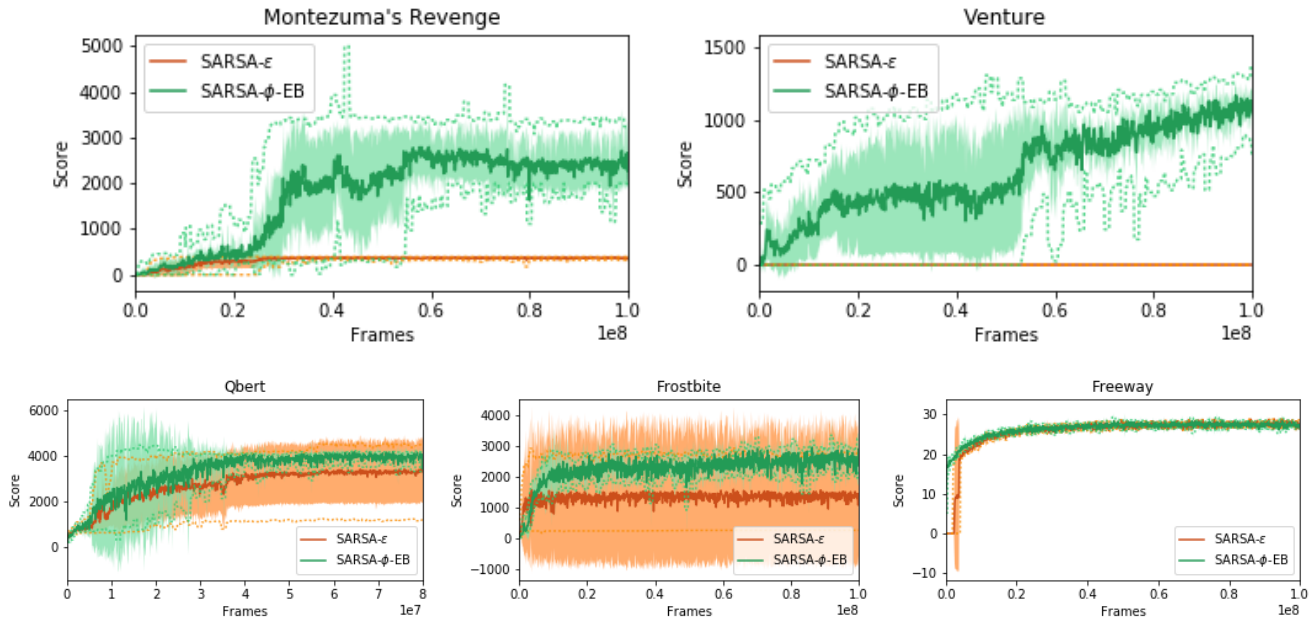 Montezuma's Revenge
5000
4000
3000
2000
1000
0
Score
SARSA-ε
SARSA-ϕ-EB
0.0 0.2 0.4 0.6 0.8 1.0
Frames 1e8
Venture
1500
1000
500
0
Score
SARSA-ε
SARSA-ϕ-EB
0.0 0.2 0.4 0.6 0.8 1.0
Frames 1e8
Qbert
6000
4000
2000
0
Score
SARSA-ε
SARSA-ϕ-EB
0 1 2 3 4 5 6 7 8
Frames 1e7
Frostbite
4000
3000
2000
1000
0
−1000
Score
SARSA-ε
SARSA-ϕ-EB
0.0 0.2 0.4 0.6 0.8 1.0
Frames 1e8
Freeway
30
20
10
0
−10
Score
SARSA-ε
SARSA-ϕ-EB
0.0 0.2 0.4 0.6 0.8 1.0
Frames 1e8